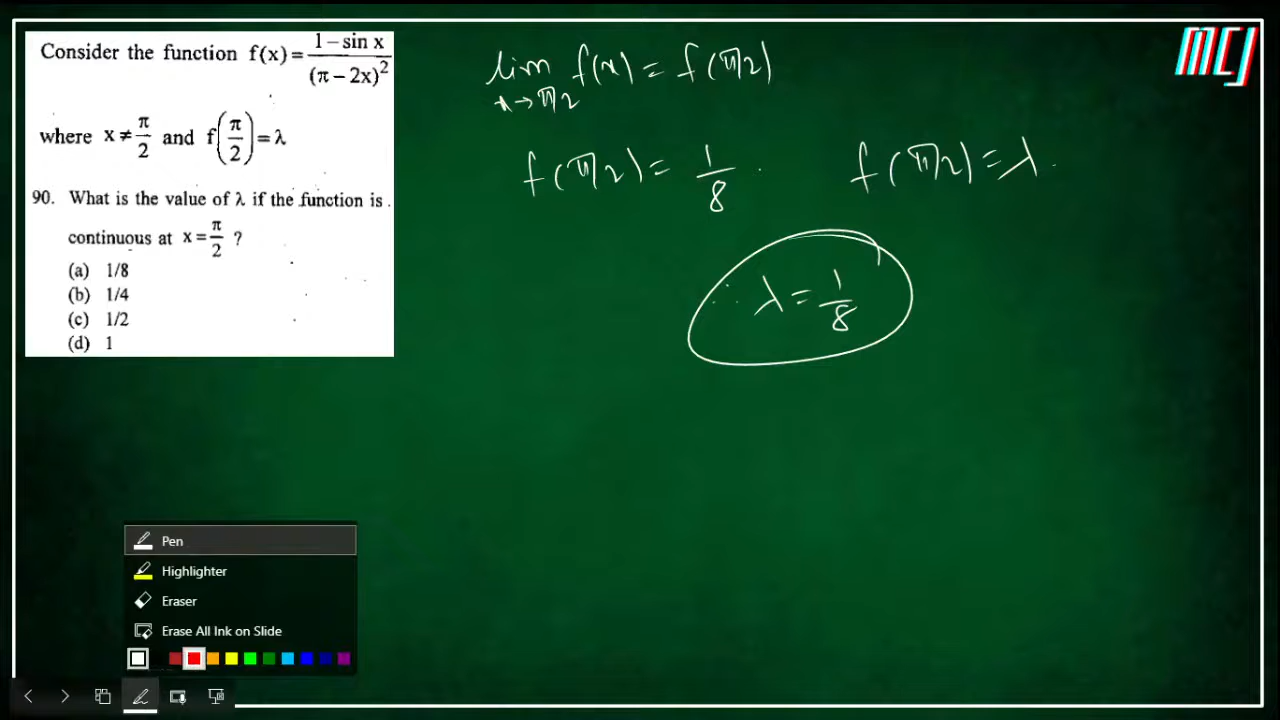 Consider the function f(x) = (1 – sin x)/(π – 2x)²
where x ≠ π/2 and f(π/2) = λ
90. What is the value of λ if the function is
continuous at x = π/2 ?
(a) 1/8
(b) 1/4
(c) 1/2
(d) 1
lim x→π/2 f(x) = f(π/2)
f(π/2) = 1/8
f(π/2) = λ
∴ λ = 1/8
MCJ
Pen
Highlighter
Eraser
Erase All Ink on Slide